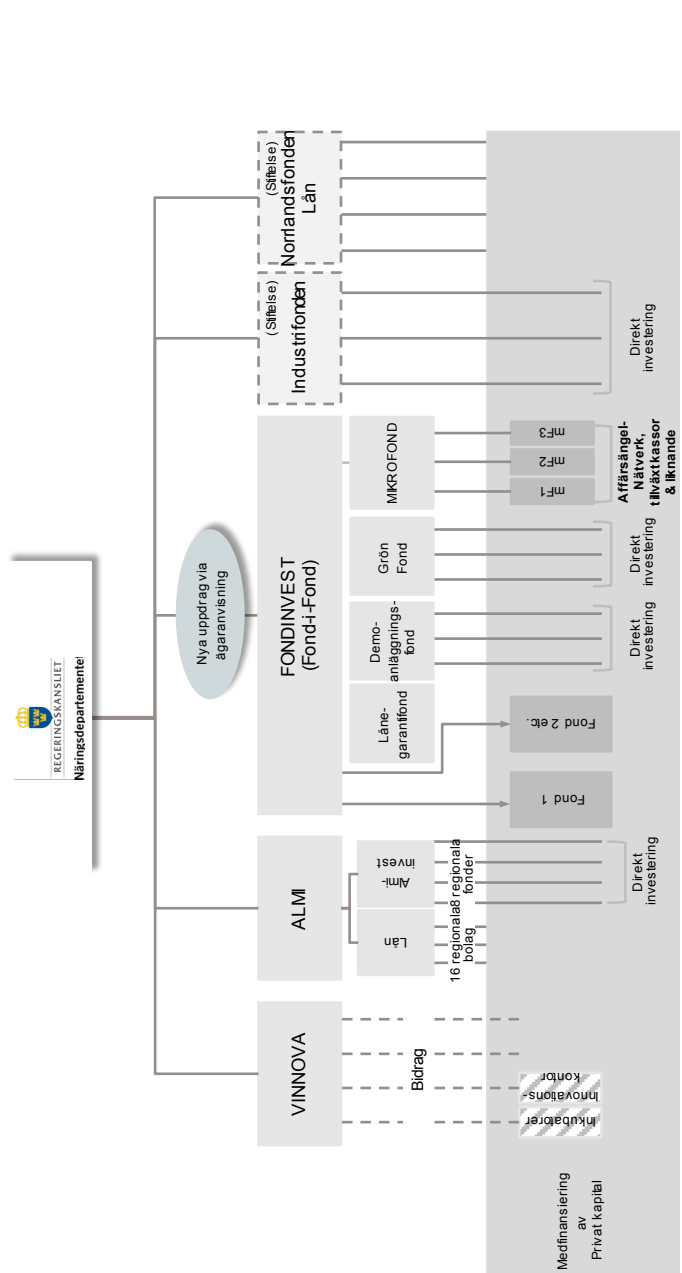 REGERINGSKANSLIET
Näringsdepartementet
Nya uppdrag via
ägaranvisning
VINNOVA
ALMI
FONDINVEST
(Fond-i-Fond)
(Stiftelse)
Industrifonden
(Stiftelse)
Norrlandsfonden
Lån
Lån
Almi-
invest
Låne-
garantifond
Demo-
anläggnings-
fond
Grön
Fond
MIKROFOND
Bidrag
16 regionala
bolag
8 regionala
fonder
Inkubatorer
Innovations-
kontor
Fond 1
Fond 2 etc.
mF1
mF2
mF3
Medfinansiering
av
Privat kapital
Direkt
investering
Direkt
investering
Direkt
investering
Affärsängel-
Nätverk,
tillväxtkassor
& liknande
Direkt
investering